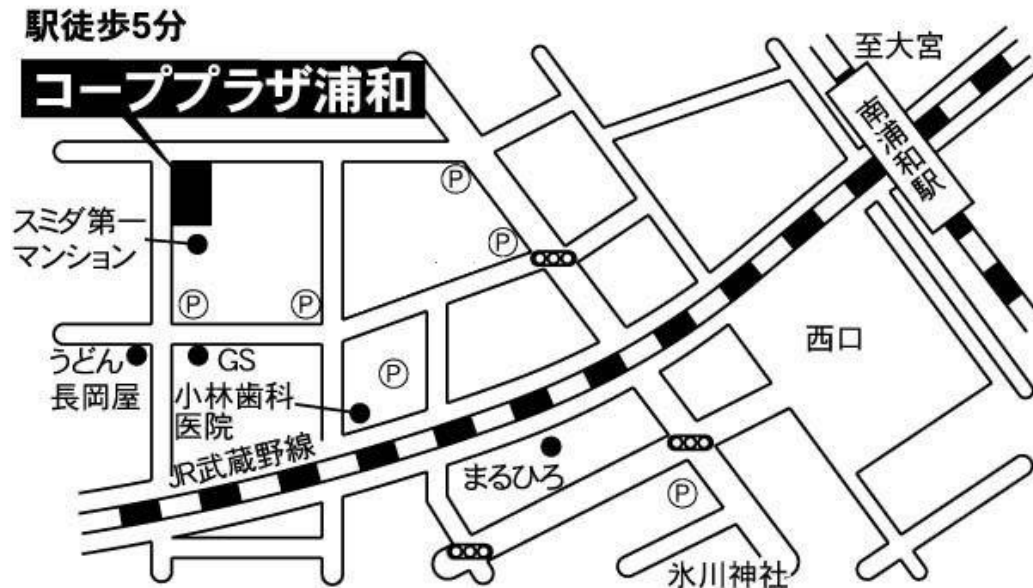 駅徒歩5分
コーププラザ浦和
至大宮
南浦和駅
P
スミダ第一
マンション
P
P
P
うどん
長岡屋
GS
P
西口
小林歯科
医院
JR武蔵野線
まるひろ
P
氷川神社